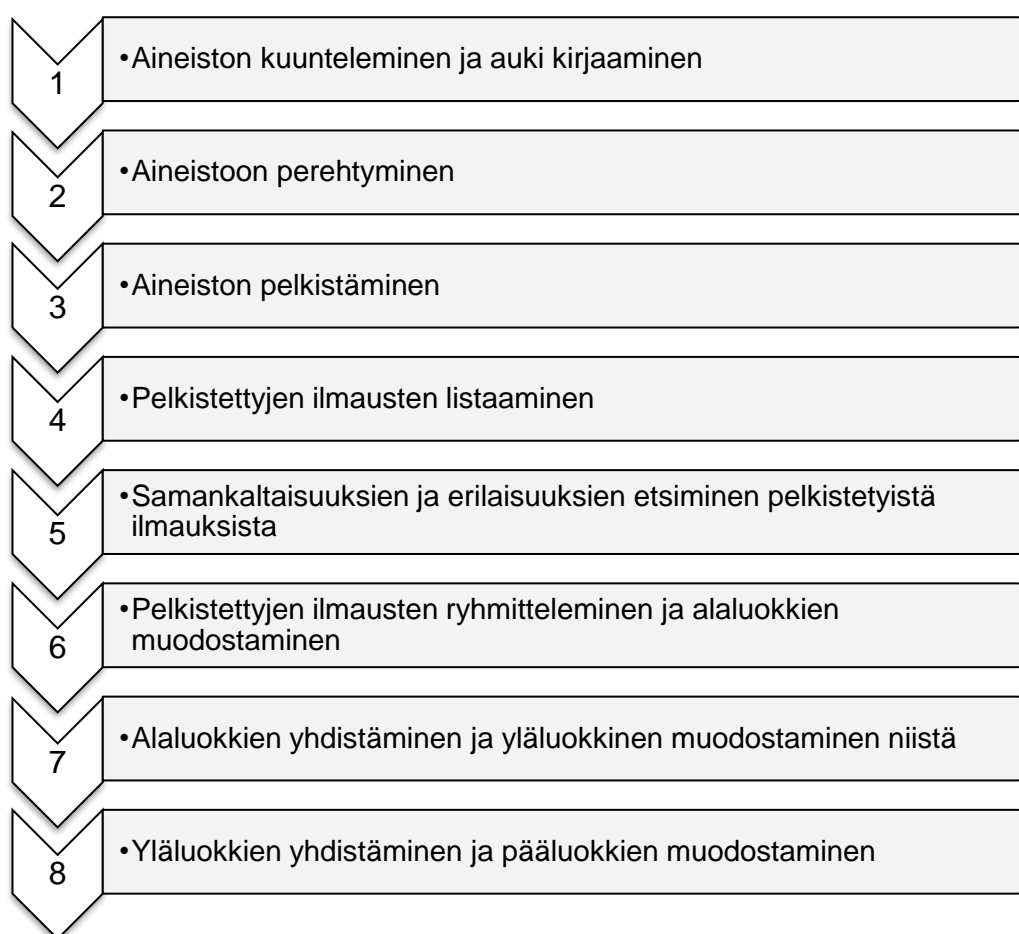 1
•Aineiston kuunteleminen ja auki kirjaaminen
2
•Aineistoon perehtyminen
3
•Aineiston pelkistäminen
4
•Pelkistettyjen ilmausten listaaminen
5
•Samankaltaisuuksien ja erilaisuuksien etsiminen pelkistetyistä
ilmauksista
6
•Pelkistettyjen ilmausten ryhmitteleminen ja alaluokkien
muodostaminen
7
•Alaluokkien yhdistäminen ja yläluokkinen muodostaminen niistä
8
•Yläluokkien yhdistäminen ja pääluokkien muodostaminen